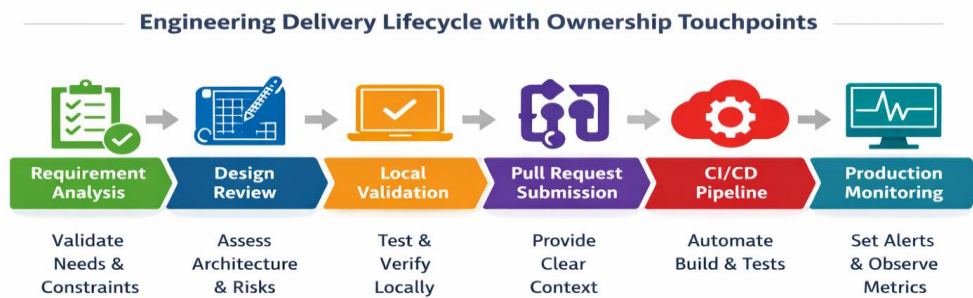 Engineering Delivery Lifecycle with Ownership Touchpoints
Requirement
Analysis
Design
Review
Local
Validation
Pull Request
Submission
CI/CD
Pipeline
Production
Monitoring
Validate
Needs &
Constraints
Assess
Architecture
& Risks
Test &
Verify
Locally
Provide
Clear
Context
Automate
Build & Tests
Set Alerts
& Observe
Metrics